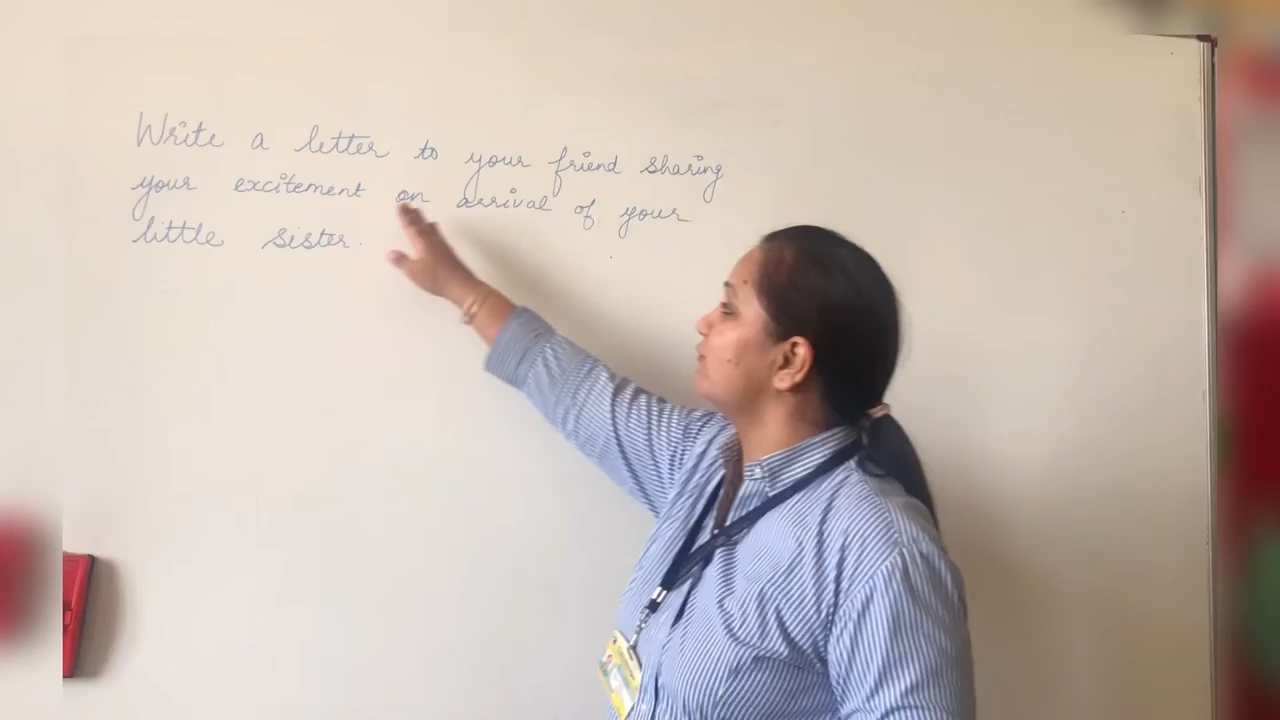 Write a letter to your friend sharing
your excitement on arrival of your
little sister.